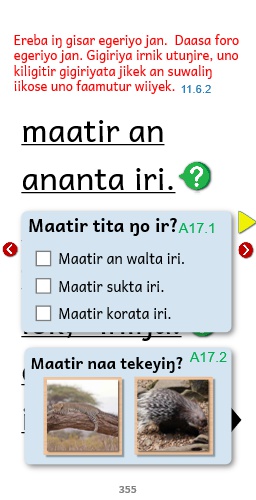 Ereba iŋ gisar egeriyo jan. Daasa foro
egeriyo jan. Gigiriya irnik utuŋire, uno
kiligitir gigiriyata jikek an suwaliŋ
iikose uno faamutur wiiyek. 11.6.2
maatir an
ananta iri. ?
Maatir tita ŋo ir? A17.1
Maatir an walta iri.
Maatir sukta iri.
Maatir korata iri.
Maatir naa tekeyiŋ? A17.2
355